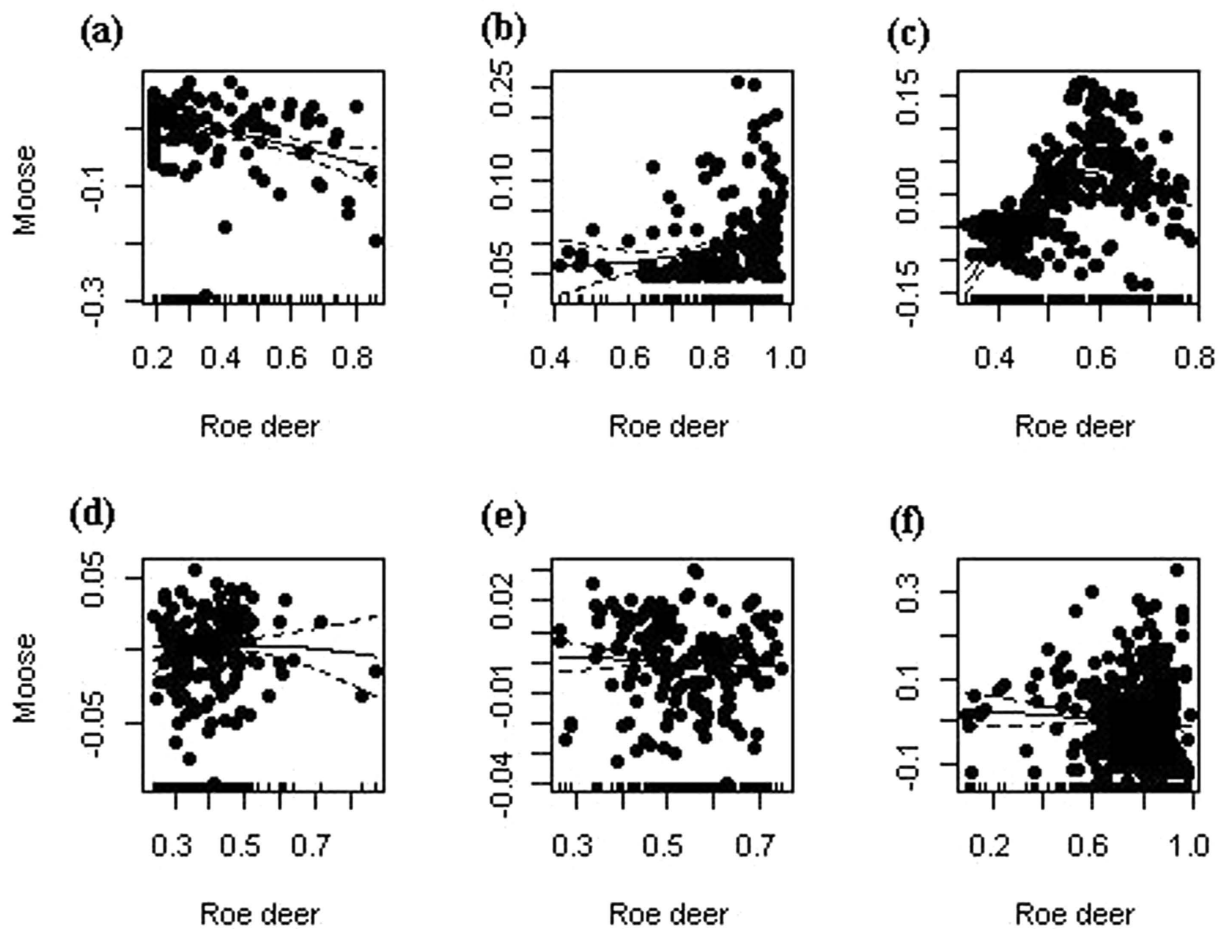 (a) (b) (c)
Moose
-0.3 -0.1
0.2 0.4 0.6 0.8
Roe deer
-0.05 0.10 0.25
0.4 0.6 0.8 1.0
Roe deer
-0.15 0.00 0.15
0.4 0.6 0.8
Roe deer
(d) (e) (f)
Moose
-0.05 0.05
0.3 0.5 0.7
Roe deer
-0.04 -0.01 0.02
0.3 0.5 0.7
Roe deer
-0.1 0.1 0.3
0.2 0.6 1.0
Roe deer